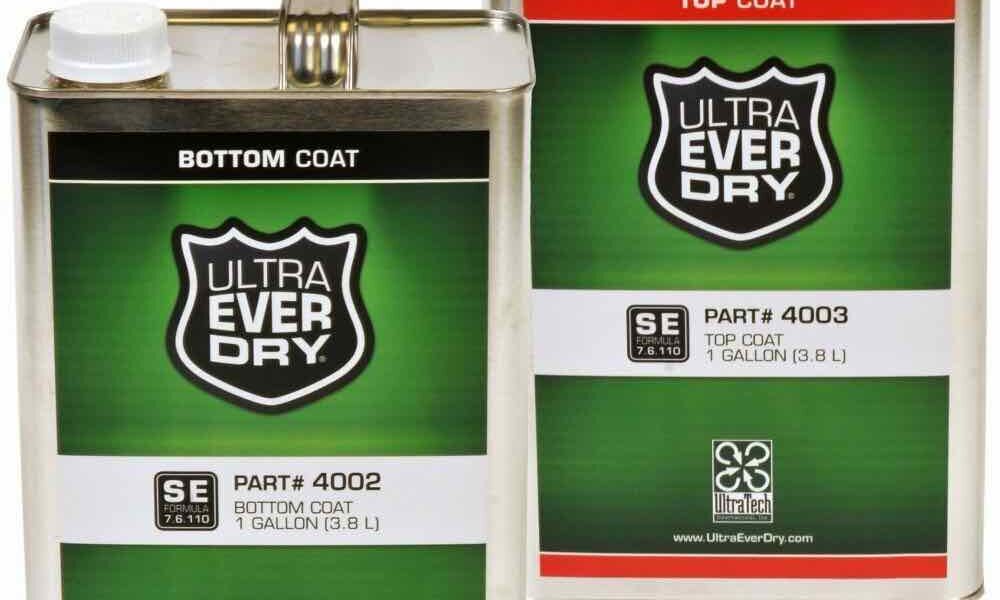 BOTTOM COAT
ULTRA
EVER
DRY®
SE
FORMULA
7.6.110
PART# 4002
BOTTOM COAT
1 GALLON (3.8 L)
TOP COAT
ULTRA
EVER
DRY®
SE
FORMULA
7.6.110
PART# 4003
TOP COAT
1 GALLON (3.8 L)
UltraTech
International, Inc.
www.UltraEverDry.com